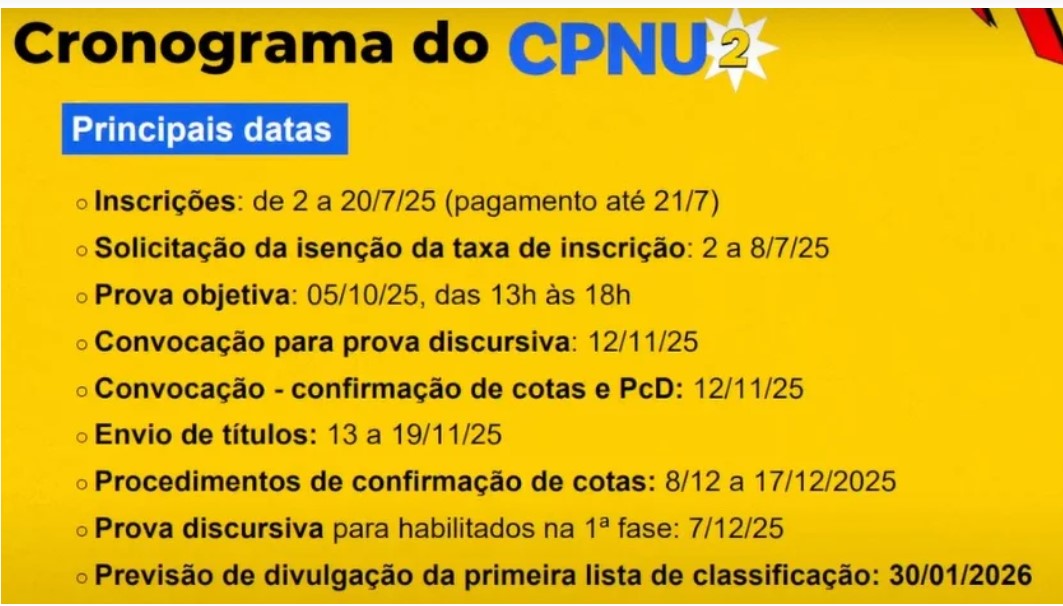 Cronograma do CPNU2
Principais datas
Inscrições: de 2 a 20/7/25 (pagamento até 21/7)
Solicitação da isenção da taxa de inscrição: 2 a 8/7/25
Prova objetiva: 05/10/25, das 13h às 18h
Convocação para prova discursiva: 12/11/25
Convocação - confirmação de cotas e PcD: 12/11/25
Envio de títulos: 13 a 19/11/25
Procedimentos de confirmação de cotas: 8/12 a 17/12/2025
Prova discursiva para habilitados na 1ª fase: 7/12/25
Previsão de divulgação da primeira lista de classificação: 30/01/2026